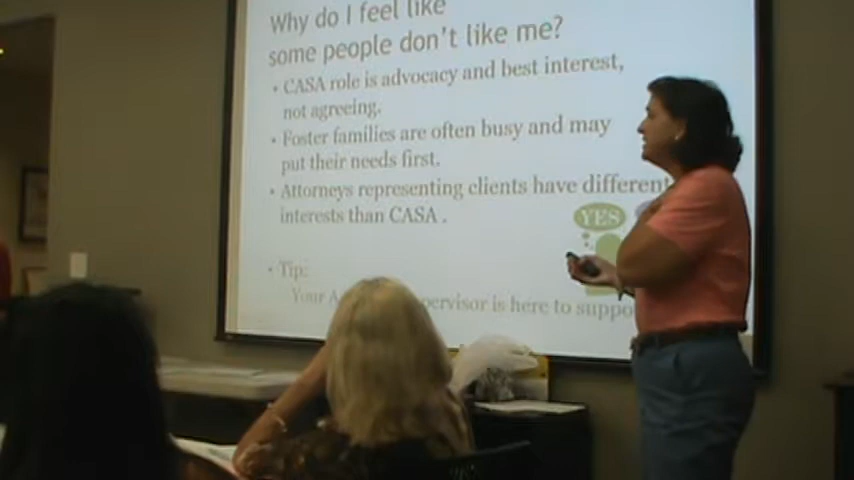 Why do I feel like
some people don't like me?
• CASA role is advocacy and best interest,
not agreeing.
• Foster families are often busy and may
put their needs first.
• Attorneys representing clients have different
interests than CASA .
YES
• Tip:
Your is here to